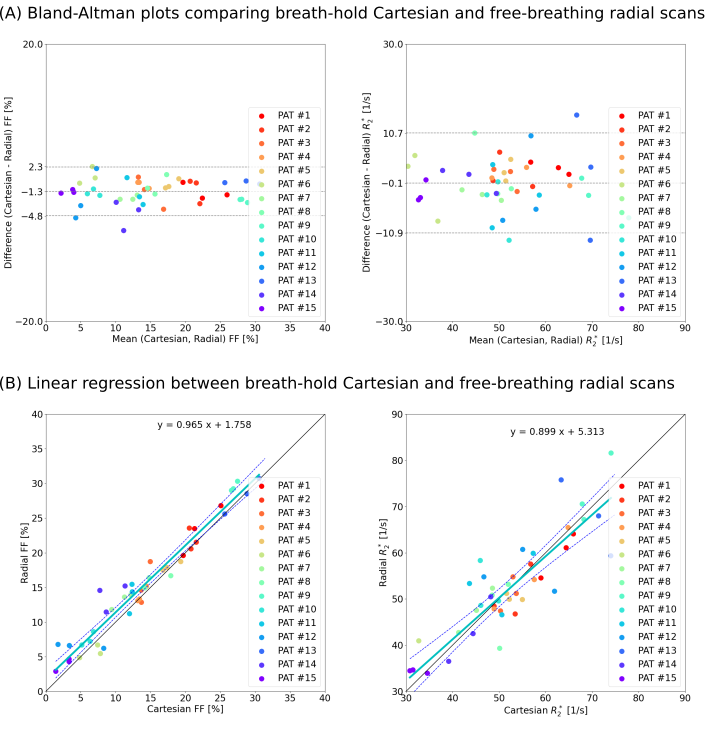 (A) Bland-Altman plots comparing breath-hold Cartesian and free-breathing radial scans
20.0
2.3
−1.3
−4.8
−20.0
Difference (Cartesian - Radial) FF [%]
0 5 10 15 20 25 30 35 40
Mean (Cartesian, Radial) FF [%]
PAT #1
PAT #2
PAT #3
PAT #4
PAT #5
PAT #6
PAT #7
PAT #8
PAT #9
PAT #10
PAT #11
PAT #12
PAT #13
PAT #14
PAT #15
30.0
10.7
−0.1
−10.9
−30.0
Difference (Cartesian - Radial) R₂* [1/s]
30 40 50 60 70 80 90
Mean (Cartesian, Radial) R₂* [1/s]
PAT #1
PAT #2
PAT #3
PAT #4
PAT #5
PAT #6
PAT #7
PAT #8
PAT #9
PAT #10
PAT #11
PAT #12
PAT #13
PAT #14
PAT #15
(B) Linear regression between breath-hold Cartesian and free-breathing radial scans
y = 0.965 x + 1.758
40
35
30
25
20
15
10
5
0
Radial FF [%]
0 5 10 15 20 25 30 35 40
Cartesian FF [%]
PAT #1
PAT #2
PAT #3
PAT #4
PAT #5
PAT #6
PAT #7
PAT #8
PAT #9
PAT #10
PAT #11
PAT #12
PAT #13
PAT #14
PAT #15
y = 0.899 x + 5.313
90
80
70
60
50
40
30
Radial R₂* [1/s]
30 40 50 60 70 80 90
Cartesian R₂* [1/s]
PAT #1
PAT #2
PAT #3
PAT #4
PAT #5
PAT #6
PAT #7
PAT #8
PAT #9
PAT #10
PAT #11
PAT #12
PAT #13
PAT #14
PAT #15